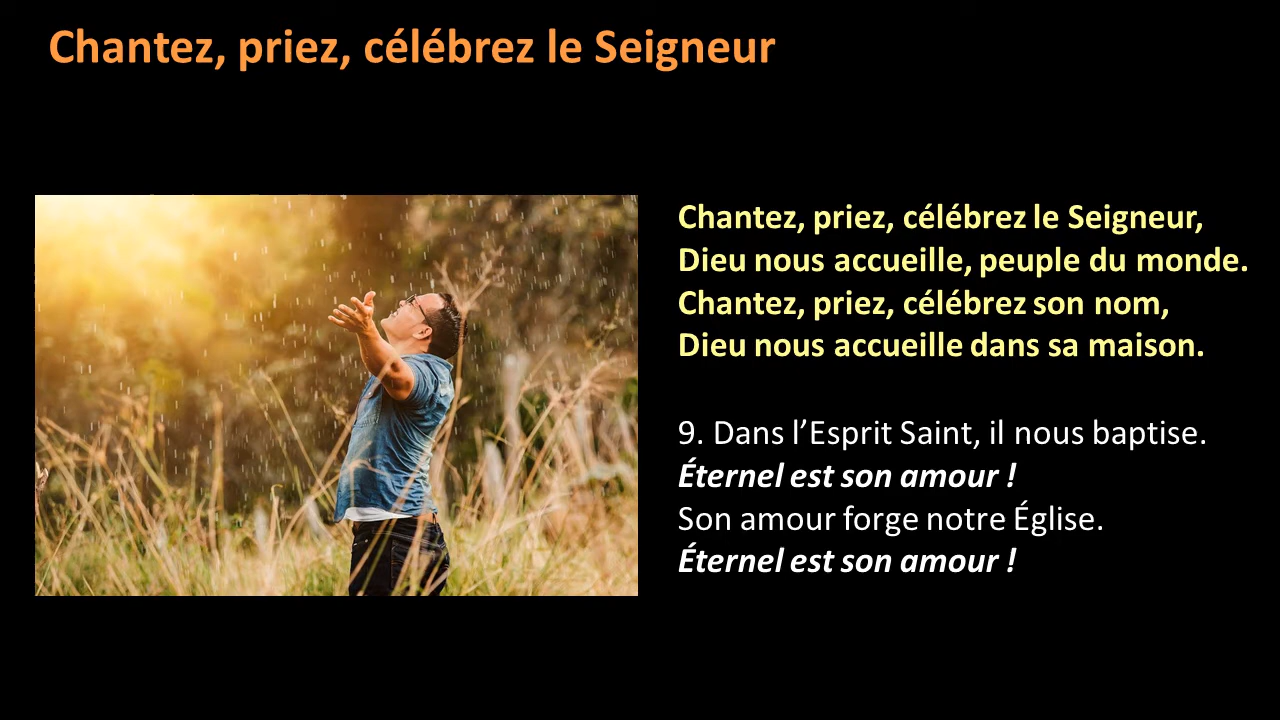 Chantez, priez, célébrez le Seigneur
Chantez, priez, célébrez le Seigneur,
Dieu nous accueille, peuple du monde.
Chantez, priez, célébrez son nom,
Dieu nous accueille dans sa maison.
9. Dans l’Esprit Saint, il nous baptise.
Éternel est son amour !
Son amour forge notre Église.
Éternel est son amour !